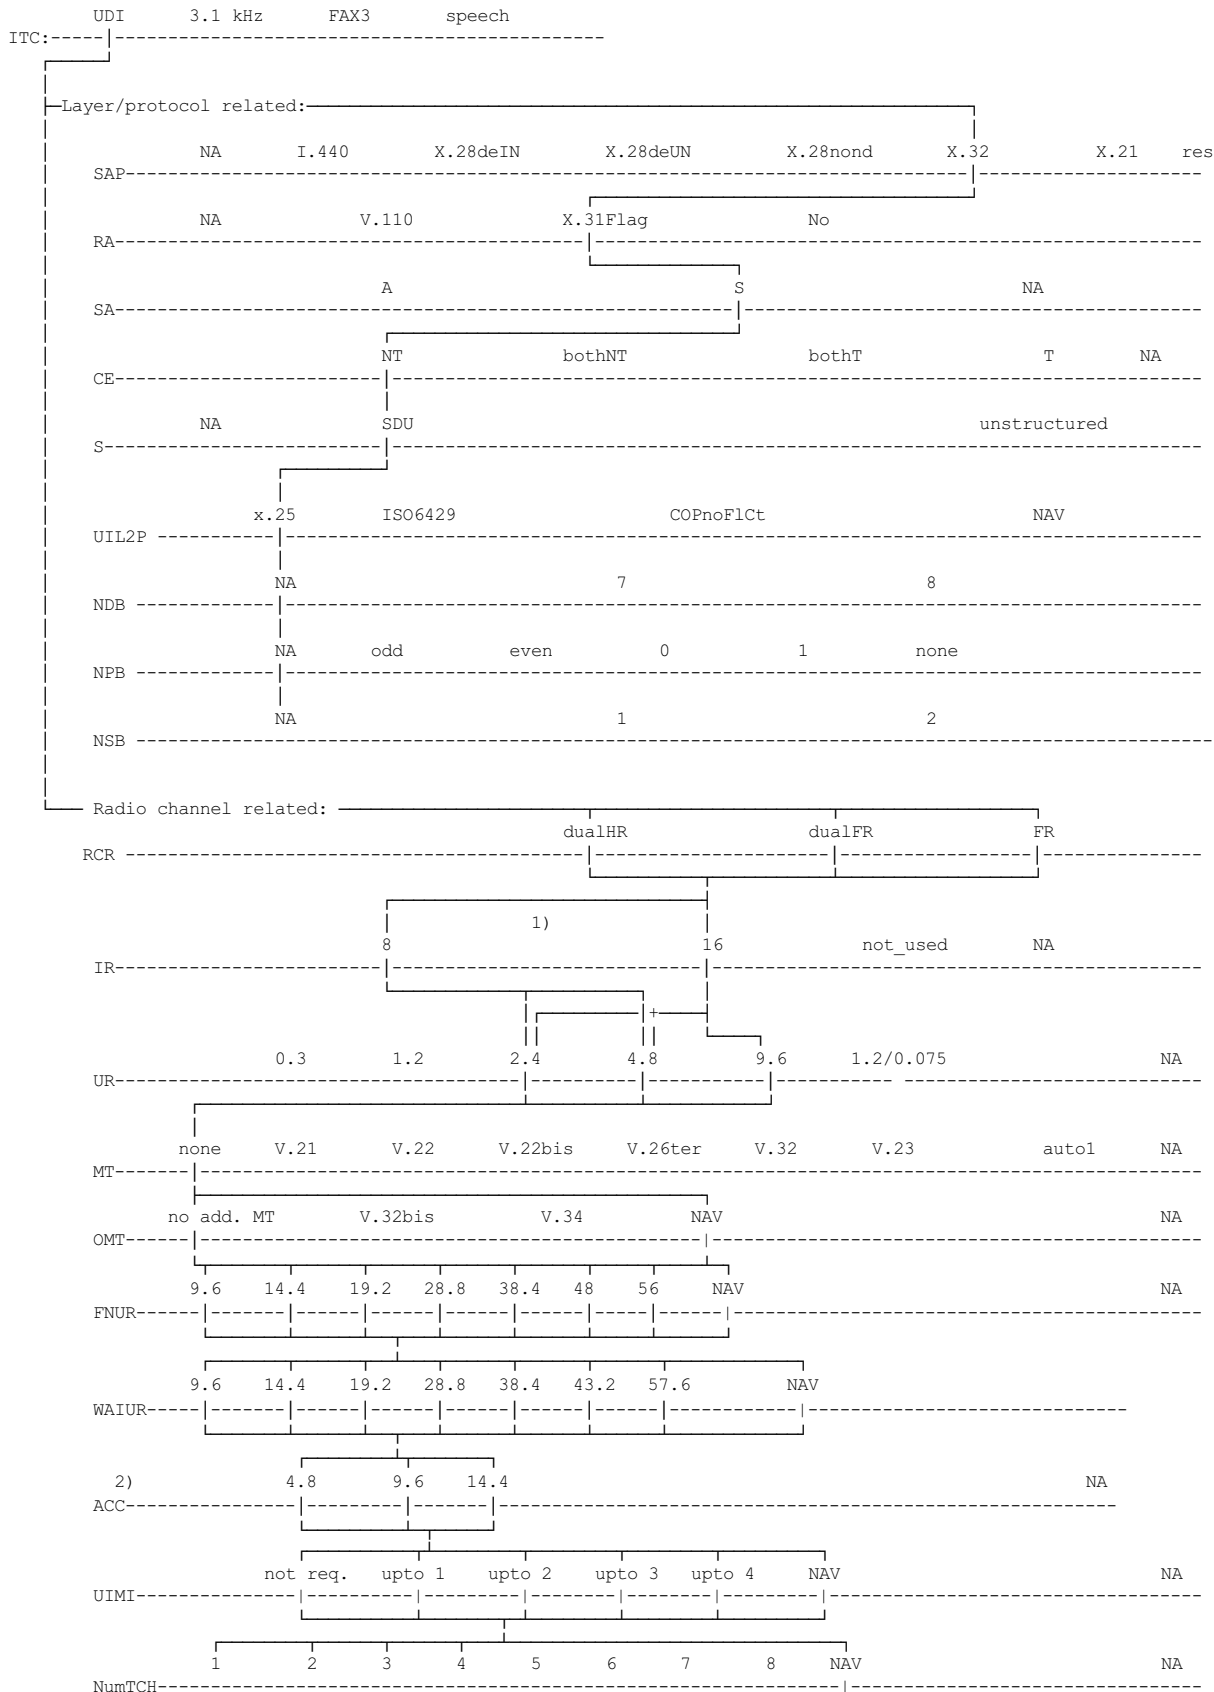 UDI 3.1 kHz FAX3 speech
ITC:
Layer/protocol related:
NA I.440 X.28deIN X.28deUN X.28nond X.32 X.21 res
SAP
NA V.110 X.31Flag No
RA
A S NA
SA
NT bothNT bothT T NA
CE
NA SDU unstructured
S
x.25 ISO6429 COPnoFlCt NAV
UIL2P
NA 7 8
NDB
NA odd even 0 1 none
NPB
NA 1 2
NSB
Radio channel related:
dualHR dualFR FR
RCR
1)
8 16 not_used NA
IR
+
0.3 1.2 2.4 4.8 9.6 1.2/0.075 NA
UR
none V.21 V.22 V.22bis V.26ter V.32 V.23 auto1 NA
MT
no add. MT V.32bis V.34 NAV NA
OMT
9.6 14.4 19.2 28.8 38.4 48 56 NAV NA
FNUR
9.6 14.4 19.2 28.8 38.4 43.2 57.6 NAV
WAIUR
2) 4.8 9.6 14.4 NA
ACC
not req. upto 1 upto 2 upto 3 upto 4 NAV NA
UIMI
1 2 3 4 5 6 7 8 NAV NA
NumTCH